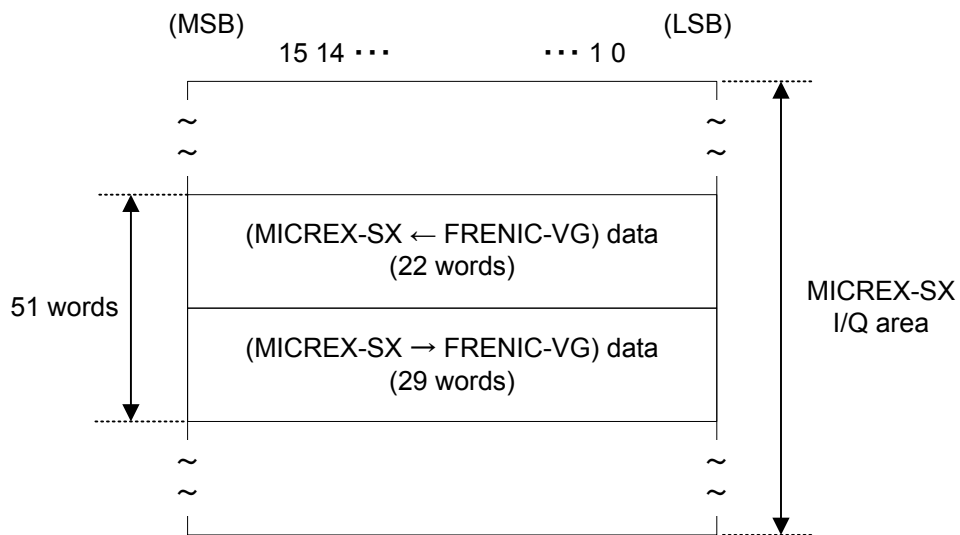 (MSB)
(LSB)
15 14 ··· ··· 1 0
~ ~
~ ~
(MICREX-SX ← FRENIC-VG) data
(22 words)
51 words
(MICREX-SX → FRENIC-VG) data
(29 words)
MICREX-SX
I/Q area
~ ~
~ ~